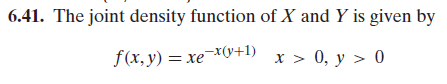 6.41. The joint density function of X and Y is given by
f(x, y) = xe^{−x(y+1)} x > 0, y > 0